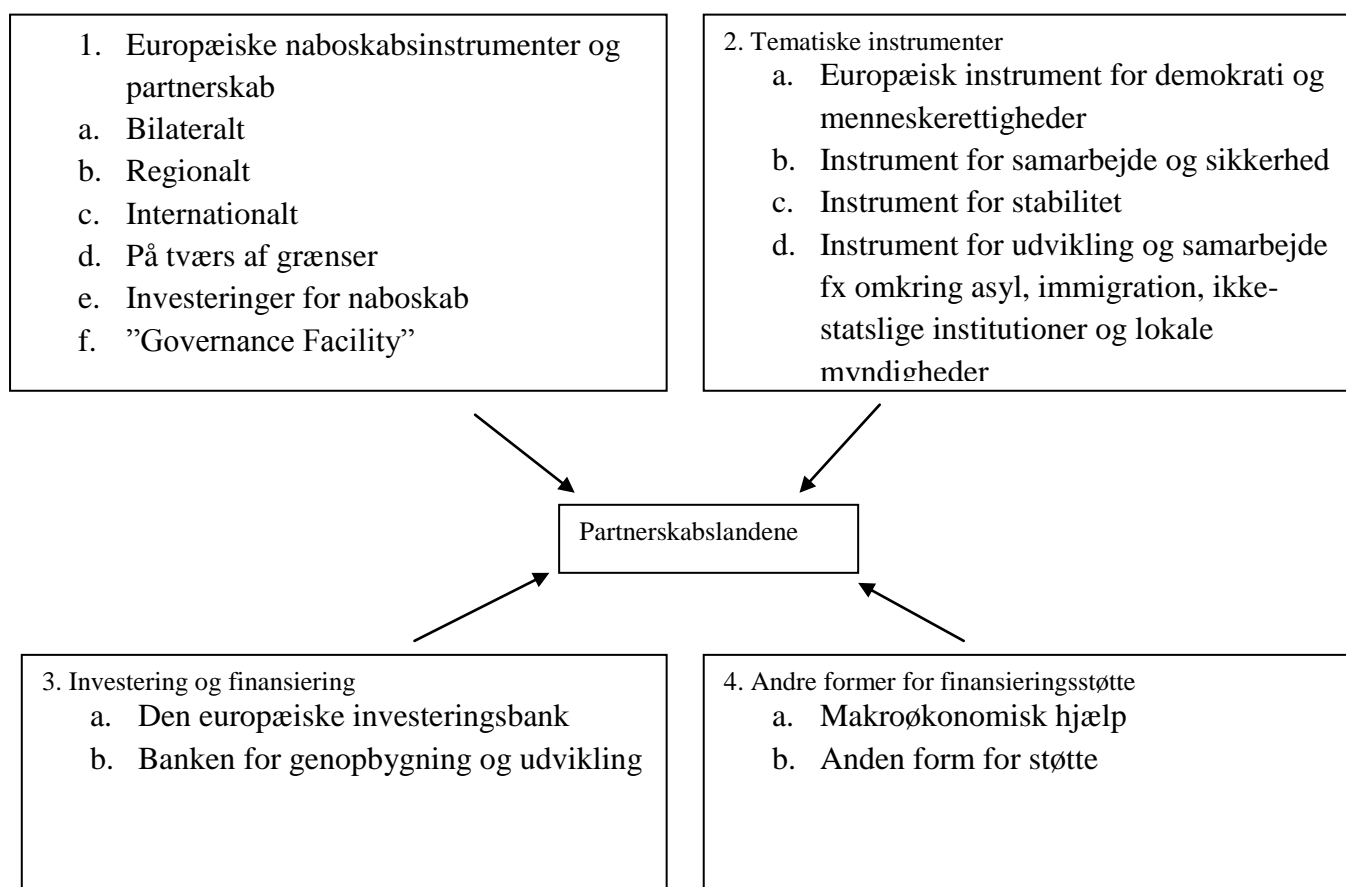 1. Europæiske naboskabsinstrumenter og
partnerskab
a. Bilateralt
b. Regionalt
c. Internationalt
d. På tværs af grænser
e. Investeringer for naboskab
f. ”Governance Facility”
2. Tematiske instrumenter
a. Europæisk instrument for demokrati og
menneskerettigheder
b. Instrument for samarbejde og sikkerhed
c. Instrument for stabilitet
d. Instrument for udvikling og samarbejde
fx omkring asyl, immigration, ikke-
statslige institutioner og lokale
myndigheder
Partnerskabslandene
3. Investering og finansiering
a. Den europæiske investeringsbank
b. Banken for genopbygning og udvikling
4. Andre former for finansieringsstøtte
a. Makroøkonomisk hjælp
b. Anden form for støtte